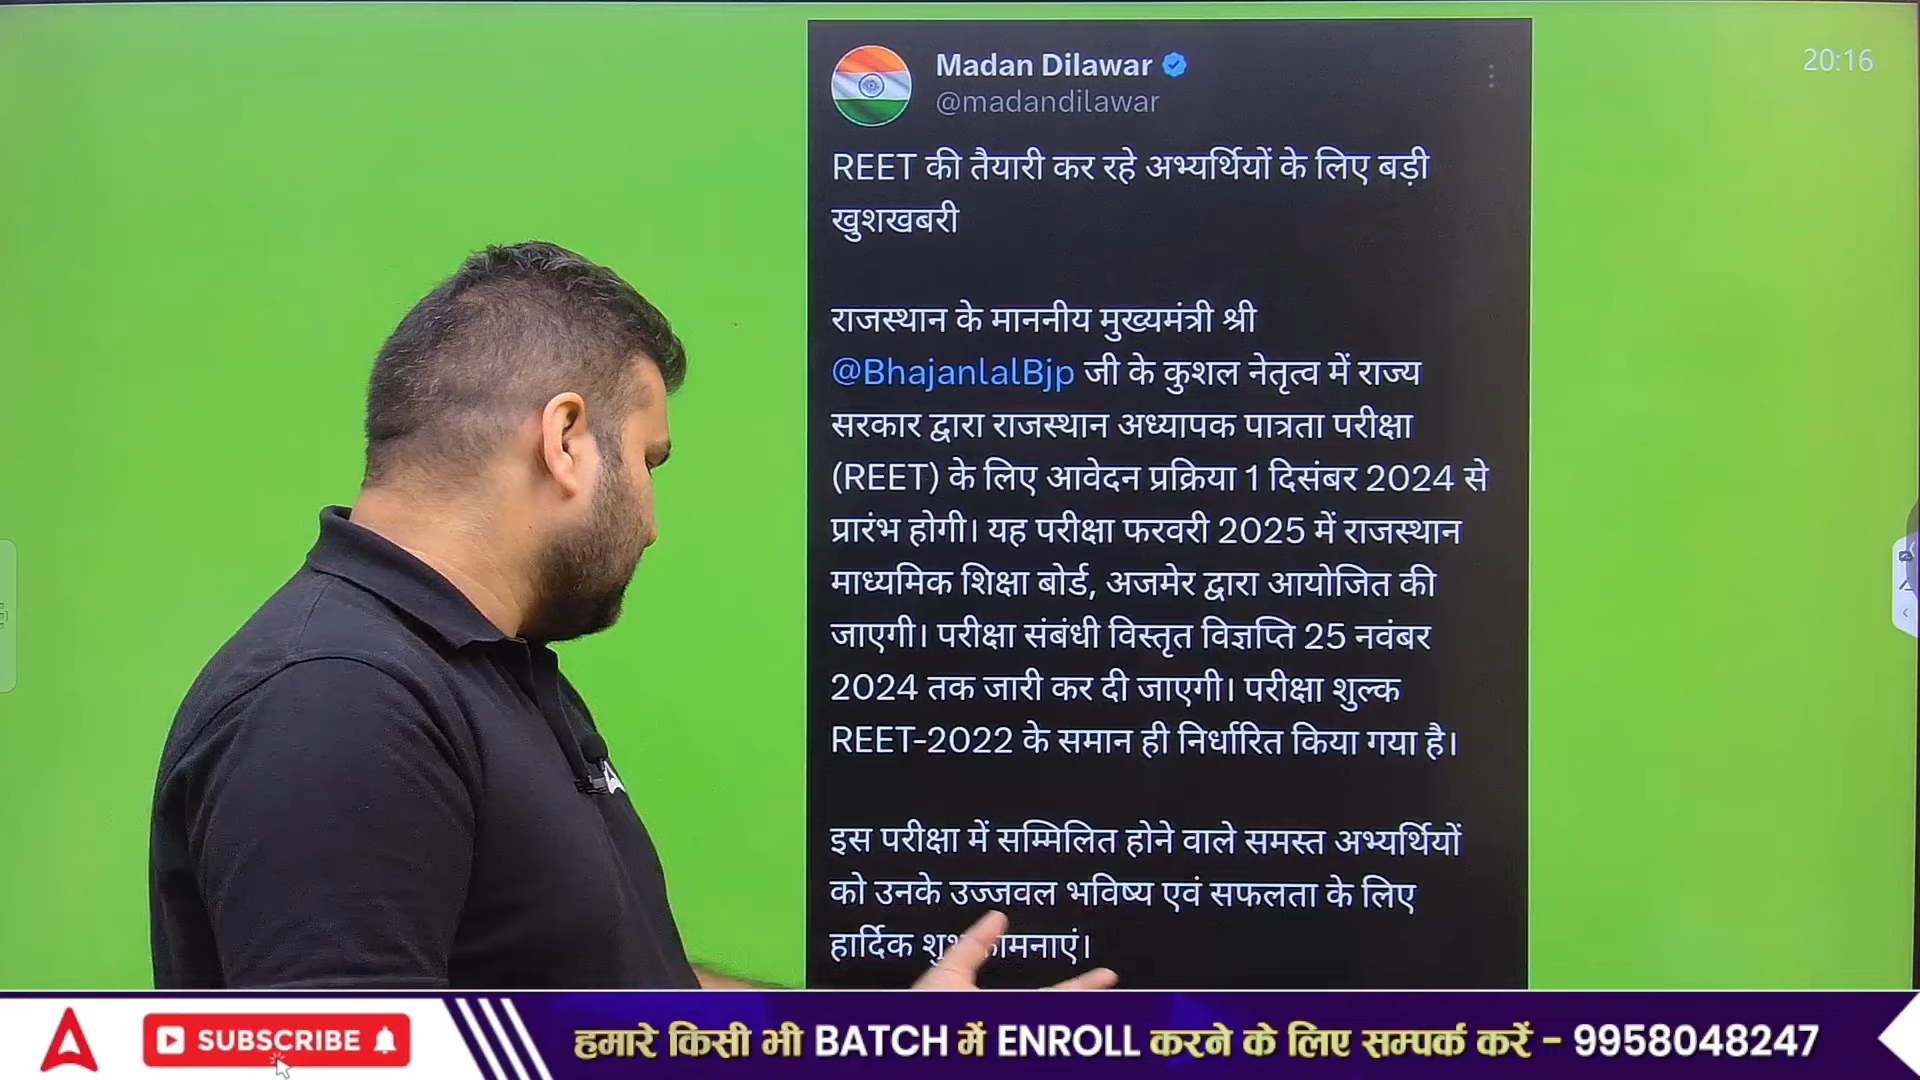 Madan Dilawar
@madandilawar
20:16
REET की तैयारी कर रहे अभ्यर्थियों के लिए बड़ी
खुशखबरी
राजस्थान के माननीय मुख्यमंत्री श्री
@BhajanlalBjp जी के कुशल नेतृत्व में राज्य
सरकार द्वारा राजस्थान अध्यापक पात्रता परीक्षा
(REET) के लिए आवेदन प्रक्रिया 1 दिसंबर 2024 से
प्रारंभ होगी। यह परीक्षा फरवरी 2025 में राजस्थान
माध्यमिक शिक्षा बोर्ड, अजमेर द्वारा आयोजित की
जाएगी। परीक्षा संबंधी विस्तृत विज्ञप्ति 25 नवंबर
2024 तक जारी कर दी जाएगी। परीक्षा शुल्क
REET-2022 के समान ही निर्धारित किया गया है।
इस परीक्षा में सम्मिलित होने वाले समस्त अभ्यर्थियों
को उनके उज्जवल भविष्य एवं सफलता के लिए
हार्दिक
SUBSCRIBE
हमारे किसी भी BATCH में ENROLL करने के लिए सम्पर्क करें - 9958048247